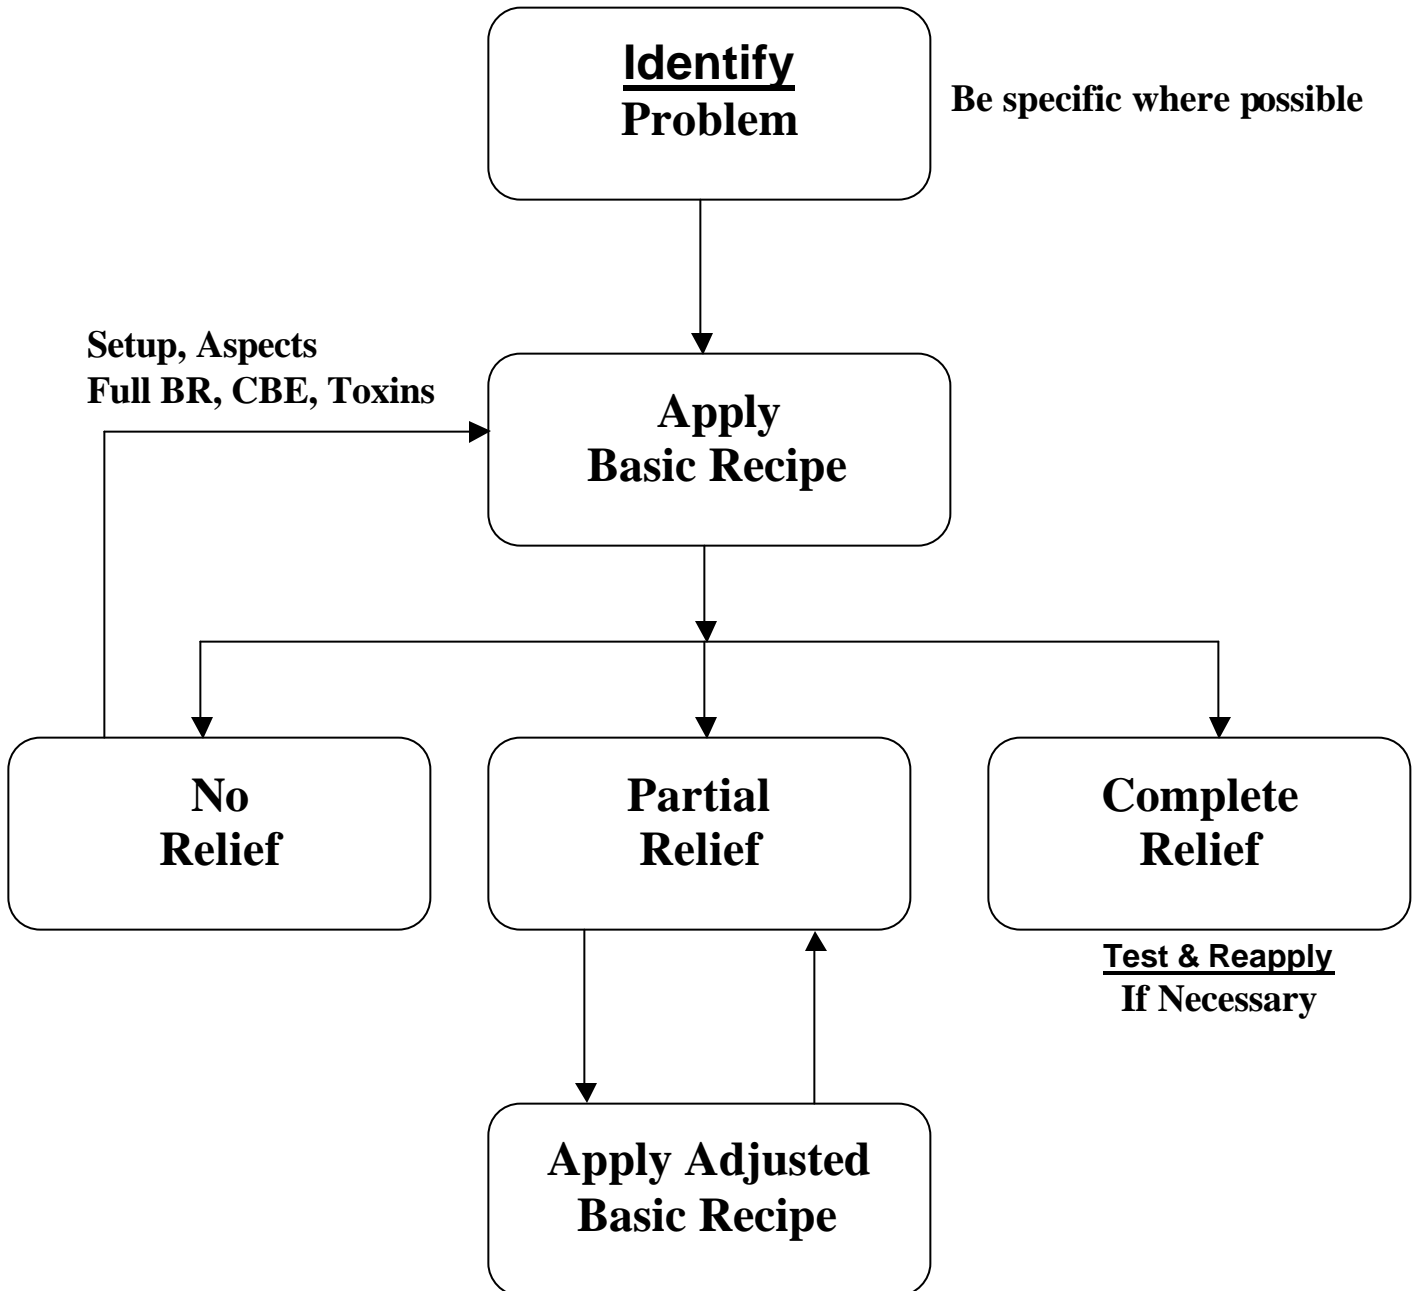 Identify
Problem
Be specific where possible
Setup, Aspects
Full BR, CBE, Toxins
Apply
Basic Recipe
No
Relief
Partial
Relief
Complete
Relief
Test & Reapply
If Necessary
Apply Adjusted
Basic Recipe